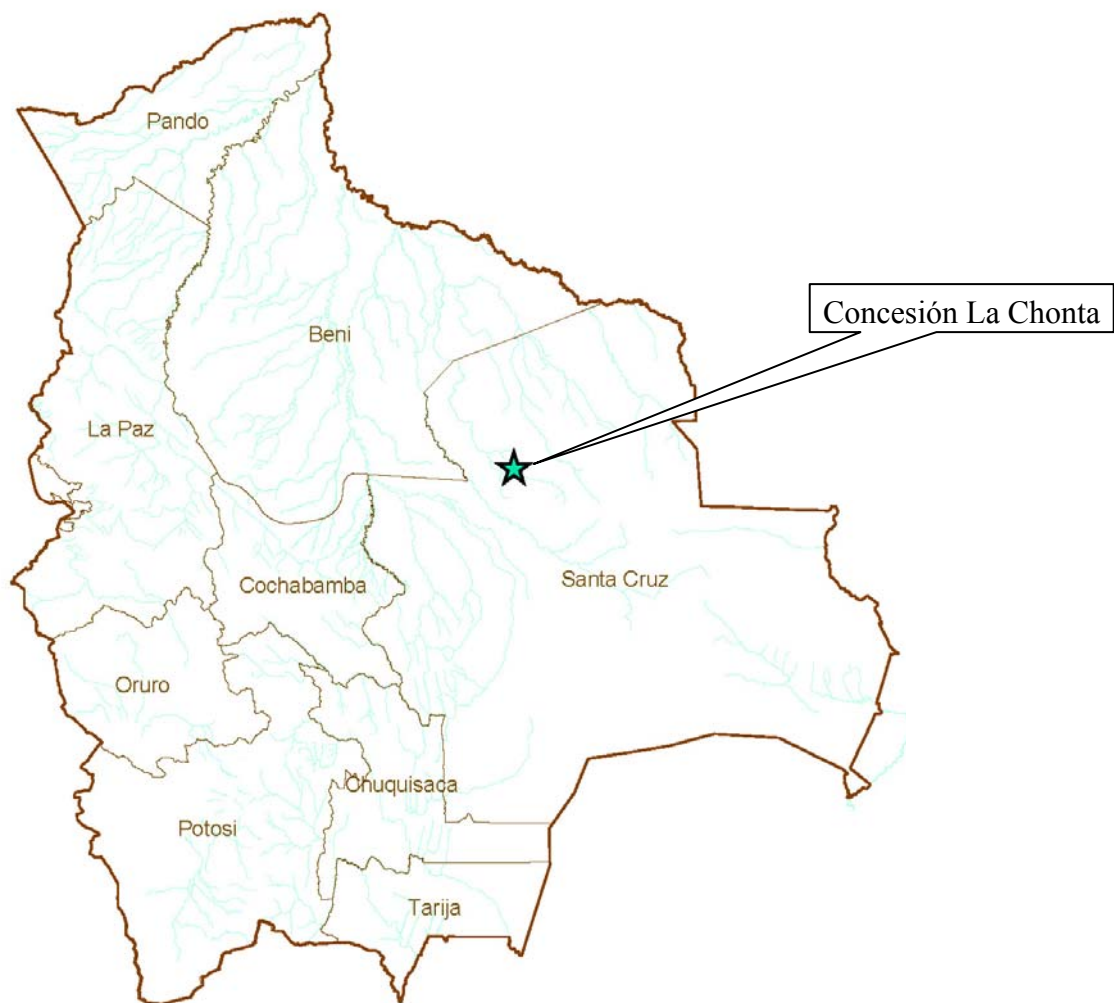 Pando
Concesión La Chonta
Beni
La Paz
Santa Cruz
Cochabamba
Oruro
Chuquisaca
Potosi
Tarija